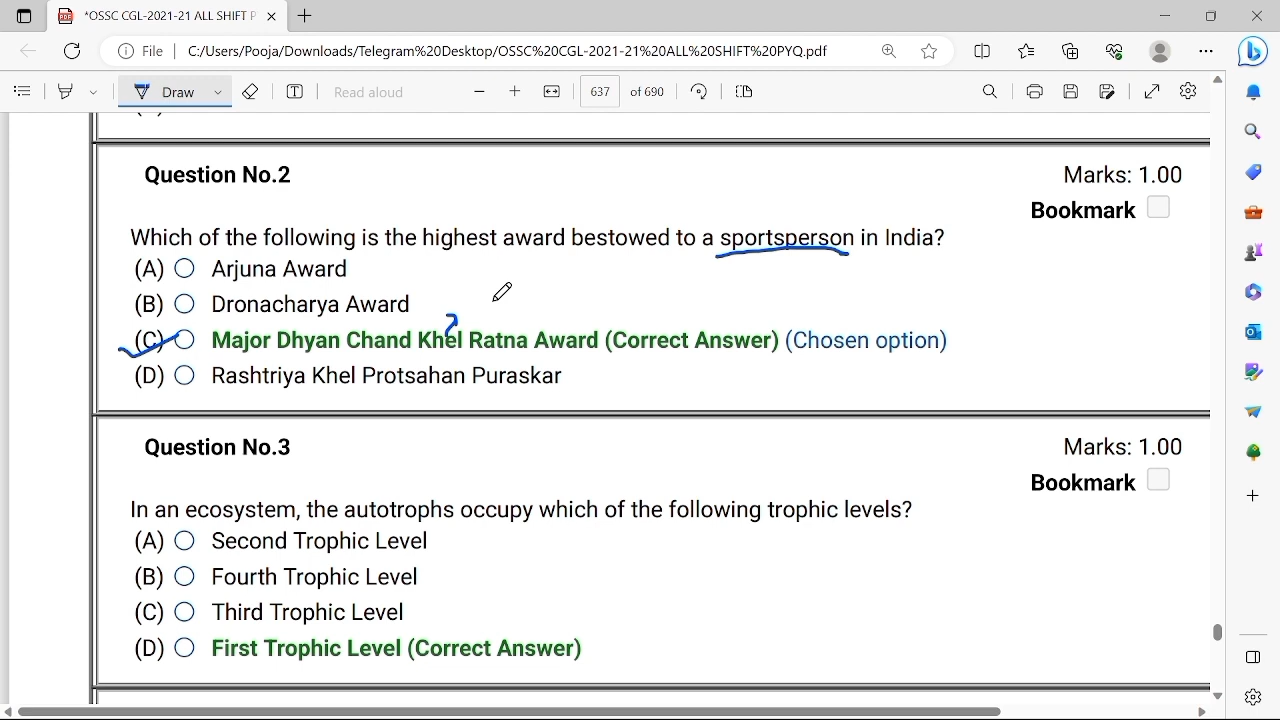 *OSSC CGL-2021-21 ALL SHIFT P
File | C:/Users/Pooja/Downloads/Telegram%20Desktop/OSSC%20CGL-2021-21%20ALL%20SHIFT%20PYQ.pdf
Draw Read aloud 637 of 690
Question No.2 Marks: 1.00
Bookmark
Which of the following is the highest award bestowed to a sportsperson in India?
(A) Arjuna Award
(B) Dronacharya Award
(C) Major Dhyan Chand Khel Ratna Award (Correct Answer) (Chosen option)
(D) Rashtriya Khel Protsahan Puraskar
Question No.3 Marks: 1.00
Bookmark
In an ecosystem, the autotrophs occupy which of the following trophic levels?
(A) Second Trophic Level
(B) Fourth Trophic Level
(C) Third Trophic Level
(D) First Trophic Level (Correct Answer)